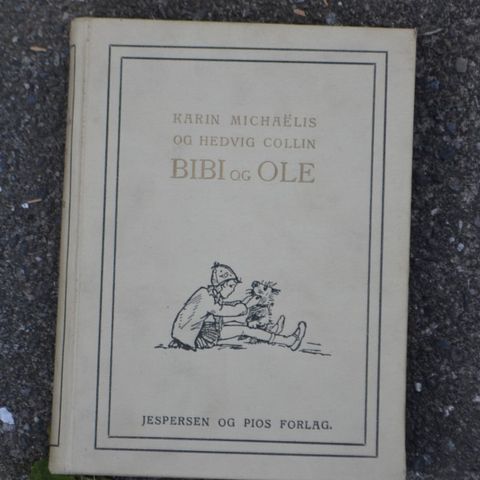 KARIN MICHAËLIS
OG HEDVIG COLLIN
BIBI OG OLE
JESPERSEN OG PIOS FORLAG.